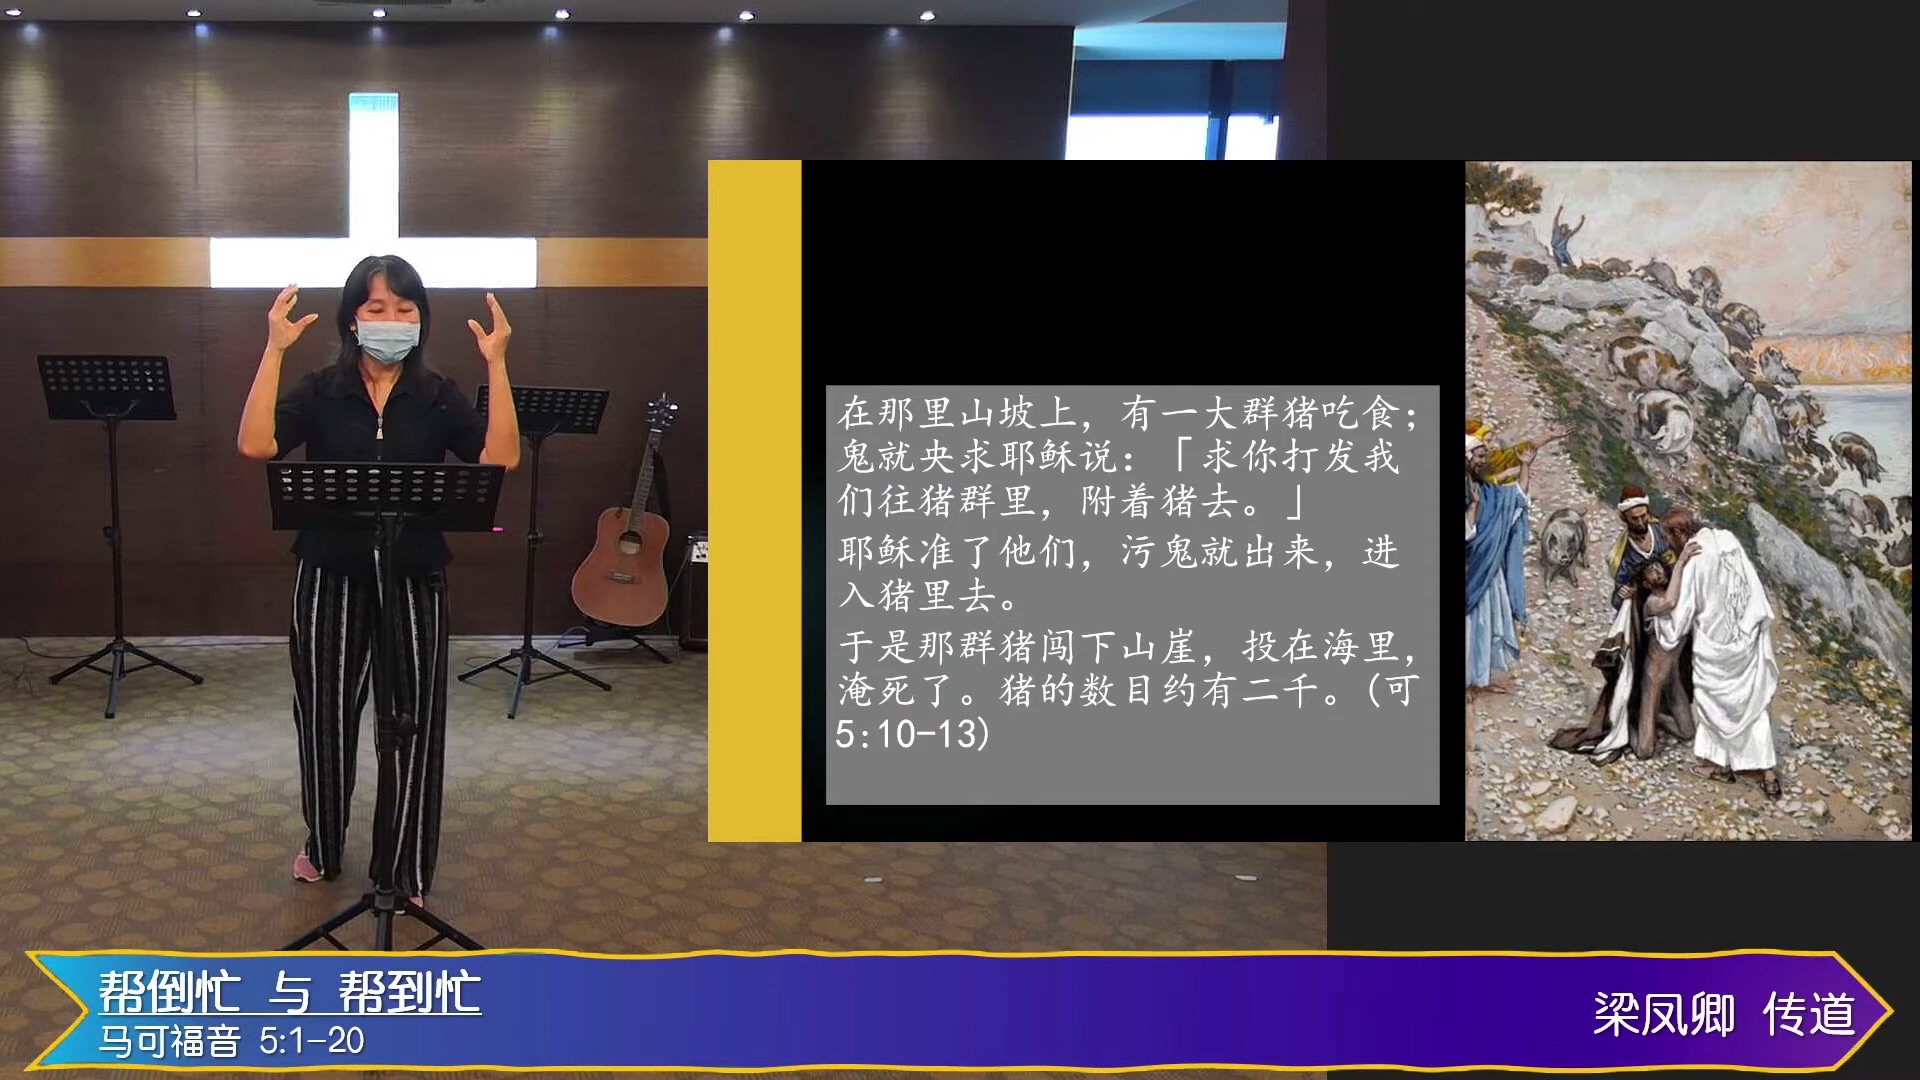 在那里山坡上，有一大群猪吃食；
鬼就央求耶稣说：「求你打发我
们往猪群里，附着猪去。」
耶稣准了他们，污鬼就出来，进
入猪里去。
于是那群猪闯下山崖，投在海里，
淹死了。猪的数目约有二千。(可
5:10-13)
帮倒忙 与 帮到忙
马可福音 5:1-20
梁凤卿 传道